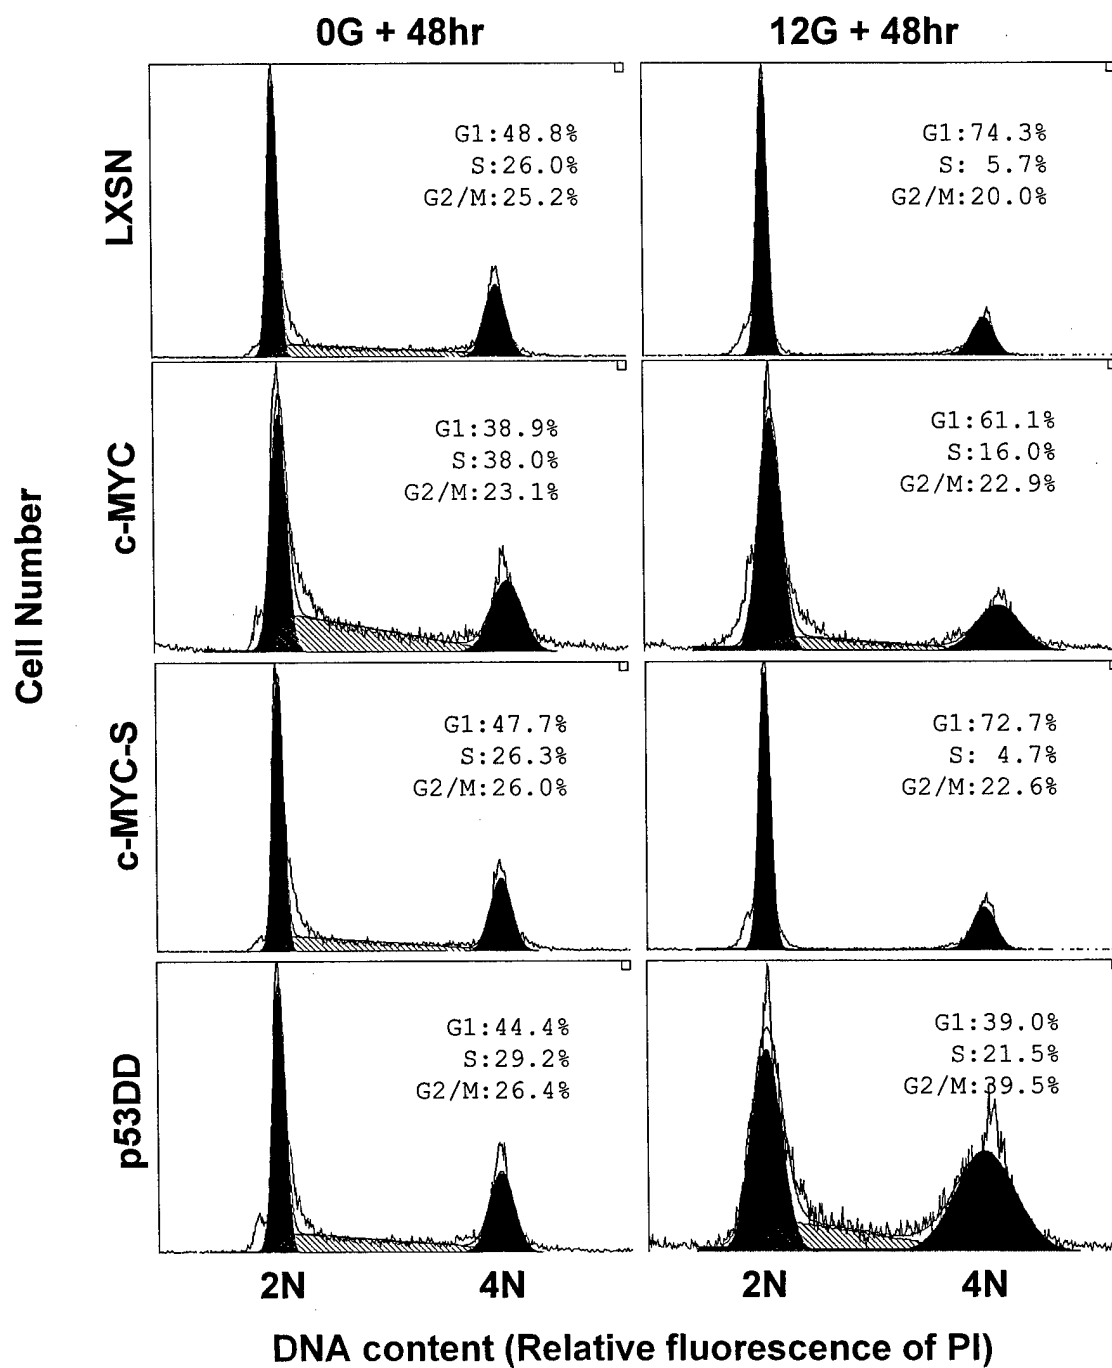 0G + 48hr
12G + 48hr
Cell Number
LXSN
G1:48.8%
S:26.0%
G2/M:25.2%
G1:74.3%
S: 5.7%
G2/M:20.0%
c-MYC
G1:38.9%
S:38.0%
G2/M:23.1%
G1:61.1%
S:16.0%
G2/M:22.9%
c-MYC-S
G1:47.7%
S:26.3%
G2/M:26.0%
G1:72.7%
S: 4.7%
G2/M:22.6%
p53DD
G1:44.4%
S:29.2%
G2/M:26.4%
G1:39.0%
S:21.5%
G2/M:39.5%
2N
4N
2N
4N
DNA content (Relative fluorescence of PI)